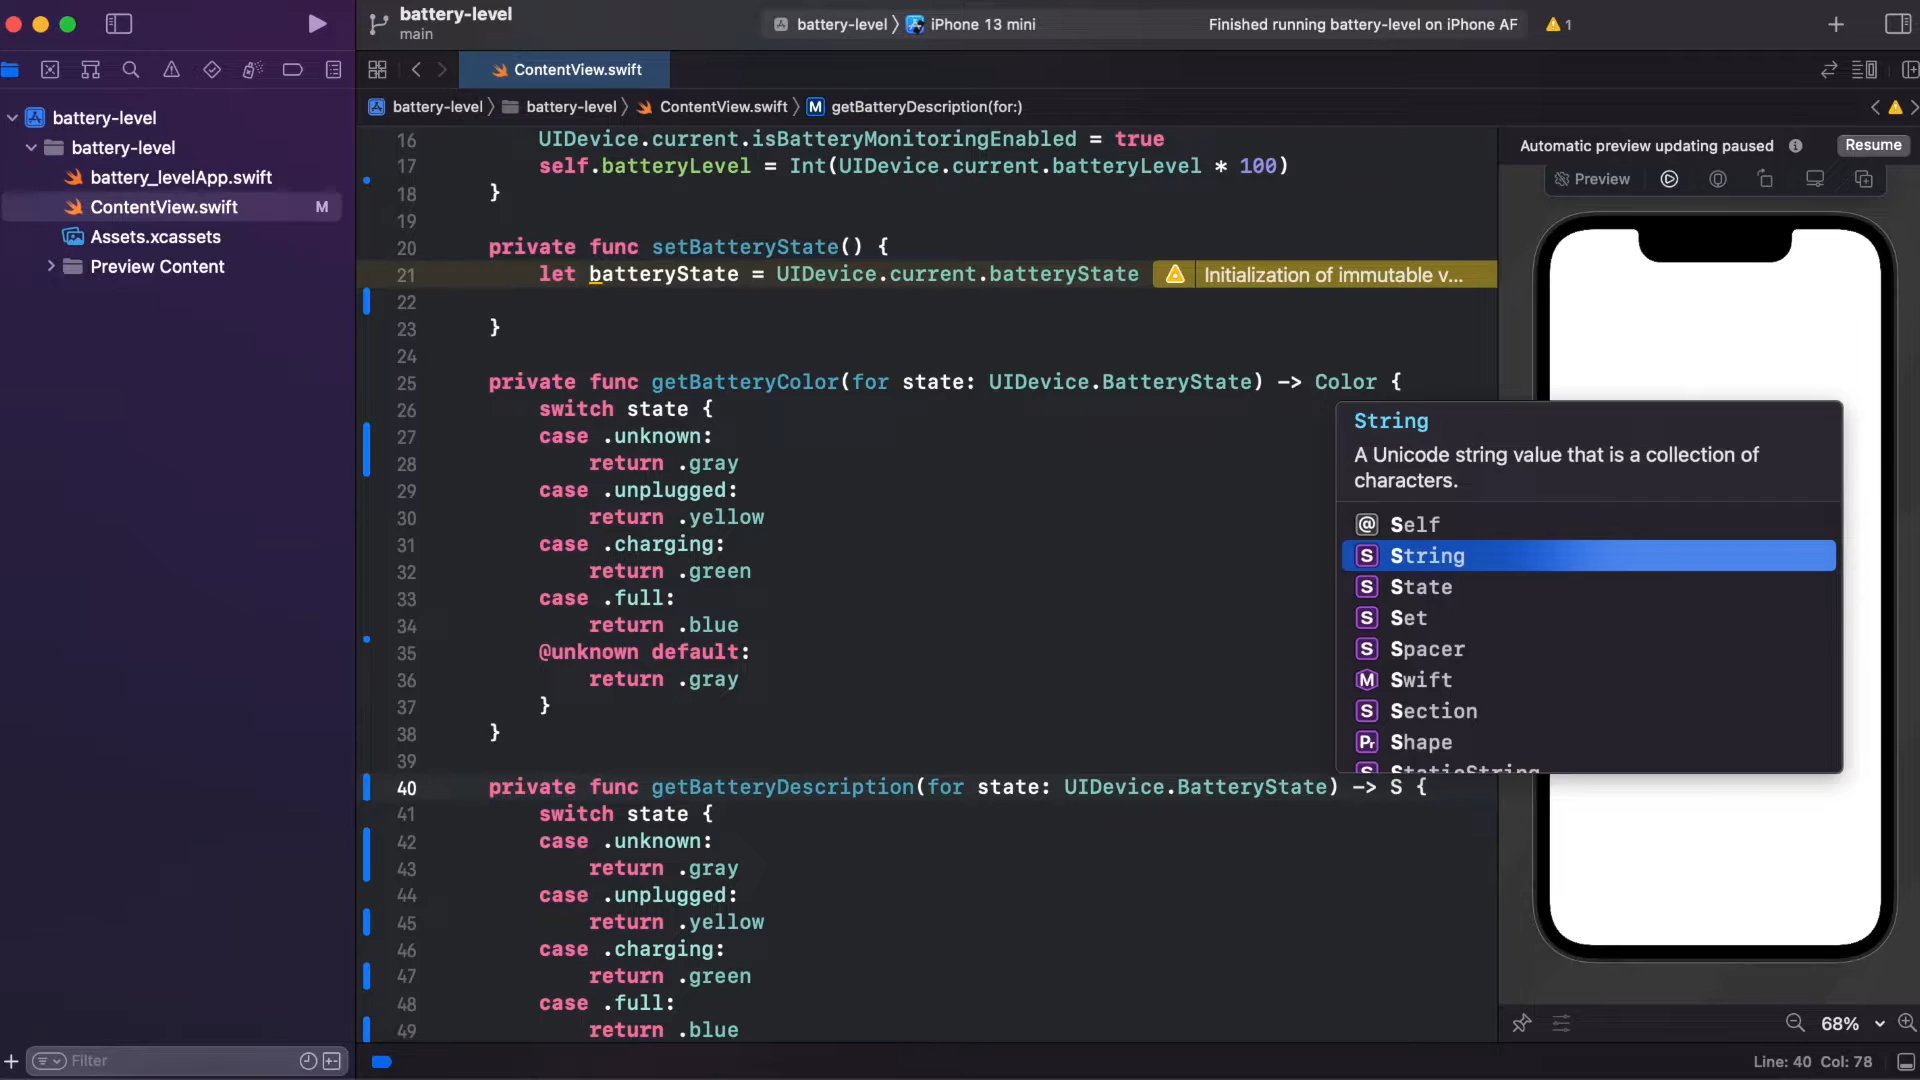 battery-level
main
battery-level
iPhone 13 mini
Finished running battery-level on iPhone AF
1
ContentView.swift
battery-level
battery-level
ContentView.swift
M
getBatteryDescription(for:)
battery-level
battery-level
battery_levelApp.swift
ContentView.swift
M
Assets.xcassets
Preview Content
16 UIDevice.current.isBatteryMonitoringEnabled = true
17 self.batteryLevel = Int(UIDevice.current.batteryLevel * 100)
18 }
19
20 private func setBatteryState() {
21 let batteryState = UIDevice.current.batteryState
Initialization of immutable v...
22
23 }
24
25 private func getBatteryColor(for state: UIDevice.BatteryState) -> Color {
26 switch state {
27 case .unknown:
28 return .gray
29 case .unplugged:
30 return .yellow
31 case .charging:
32 return .green
33 case .full:
34 return .blue
35 @unknown default:
36 return .gray
37 }
38 }
39
40 private func getBatteryDescription(for state: UIDevice.BatteryState) -> S {
41 switch state {
42 case .unknown:
43 return .gray
44 case .unplugged:
45 return .yellow
46 case .charging:
47 return .green
48 case .full:
49 return .blue
String
A Unicode string value that is a collection of
characters.
@ Self
S String
S State
S Set
S Spacer
M Swift
S Section
Pr Shape
S StaticString
Automatic preview updating paused
Resume
Preview
68%
Filter
Line: 40 Col: 78